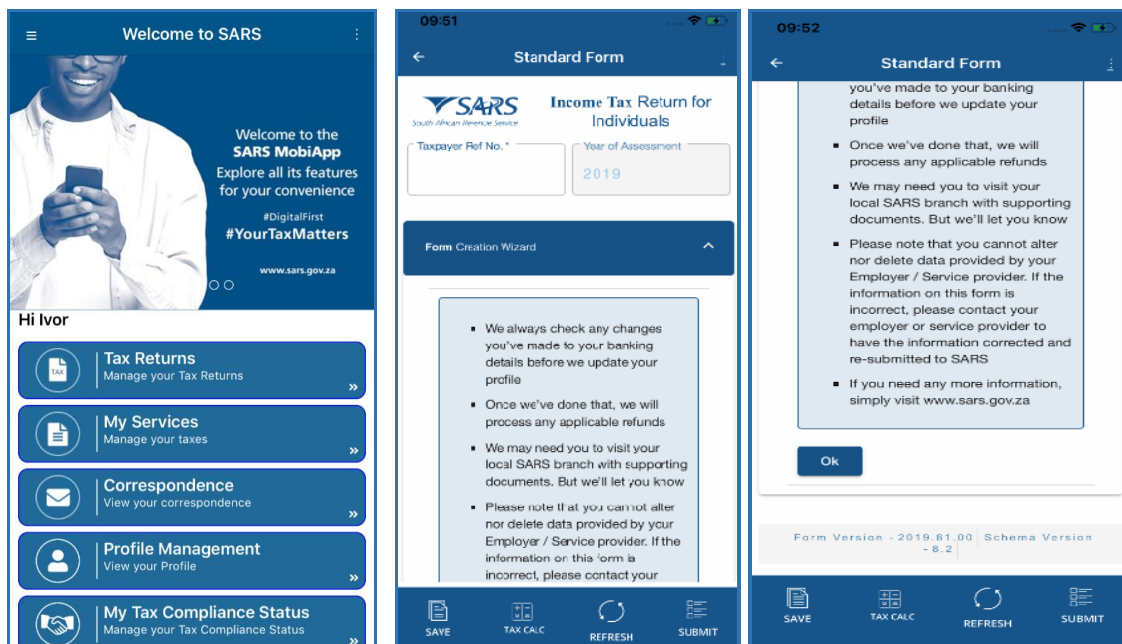 Welcome to SARS
Welcome to the
SARS MobiApp
Explore all its features
for your convenience
#DigitalFirst
#YourTaxMatters
www.sars.gov.za
Hi Ivor
TAX
Tax Returns
Manage your Tax Returns
»
My Services
Manage your taxes
»
Correspondence
View your correspondence
»
Profile Management
View your Profile
»
My Tax Compliance Status
Manage your Tax Compliance Status
»
09:51
Standard Form
SARS
South African Revenue Service
Income Tax Return for
Individuals
Taxpayer Ref No. *
Year of Assessment
2019
Form Creation Wizard
▪ We always check any changes
you've made to your banking
details before we update your
profile
▪ Once we've done that, we will
process any applicable refunds
▪ We may need you to visit your
local SARS branch with supporting
documents. But we'll let you know
▪ Please note that you cannot alter
nor delete data provided by your
Employer / Service provider. If the
information on this form is
incorrect, please contact your
SAVE
TAX CALC
REFRESH
SUBMIT
09:52
Standard Form
you've made to your banking
details before we update your
profile
▪ Once we've done that, we will
process any applicable refunds
▪ We may need you to visit your
local SARS branch with supporting
documents. But we'll let you know
▪ Please note that you cannot alter
nor delete data provided by your
Employer / Service provider. If the
information on this form is
incorrect, please contact your
employer or service provider to
have the information corrected and
re-submitted to SARS
▪ If you need any more information,
simply visit www.sars.gov.za
Ok
Form Version - 2019.81.00 Schema Version
- 8.2
SAVE
TAX CALC
REFRESH
SUBMIT